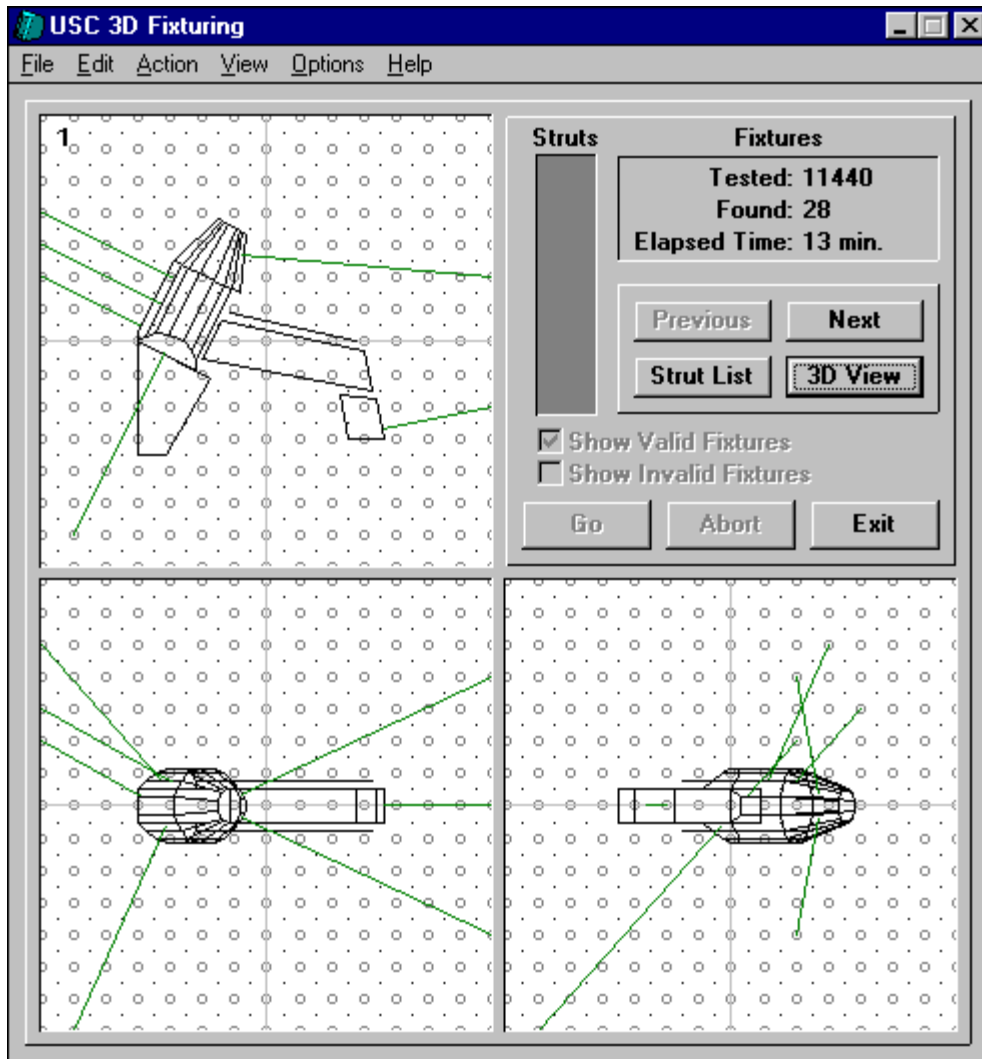 USC 3D Fixturing
File Edit Action View Options Help
1
Struts
Fixtures
Tested: 11440
Found: 28
Elapsed Time: 13 min.
Previous Next
Strut List 3D View
Show Valid Fixtures
Show Invalid Fixtures
Go Abort Exit